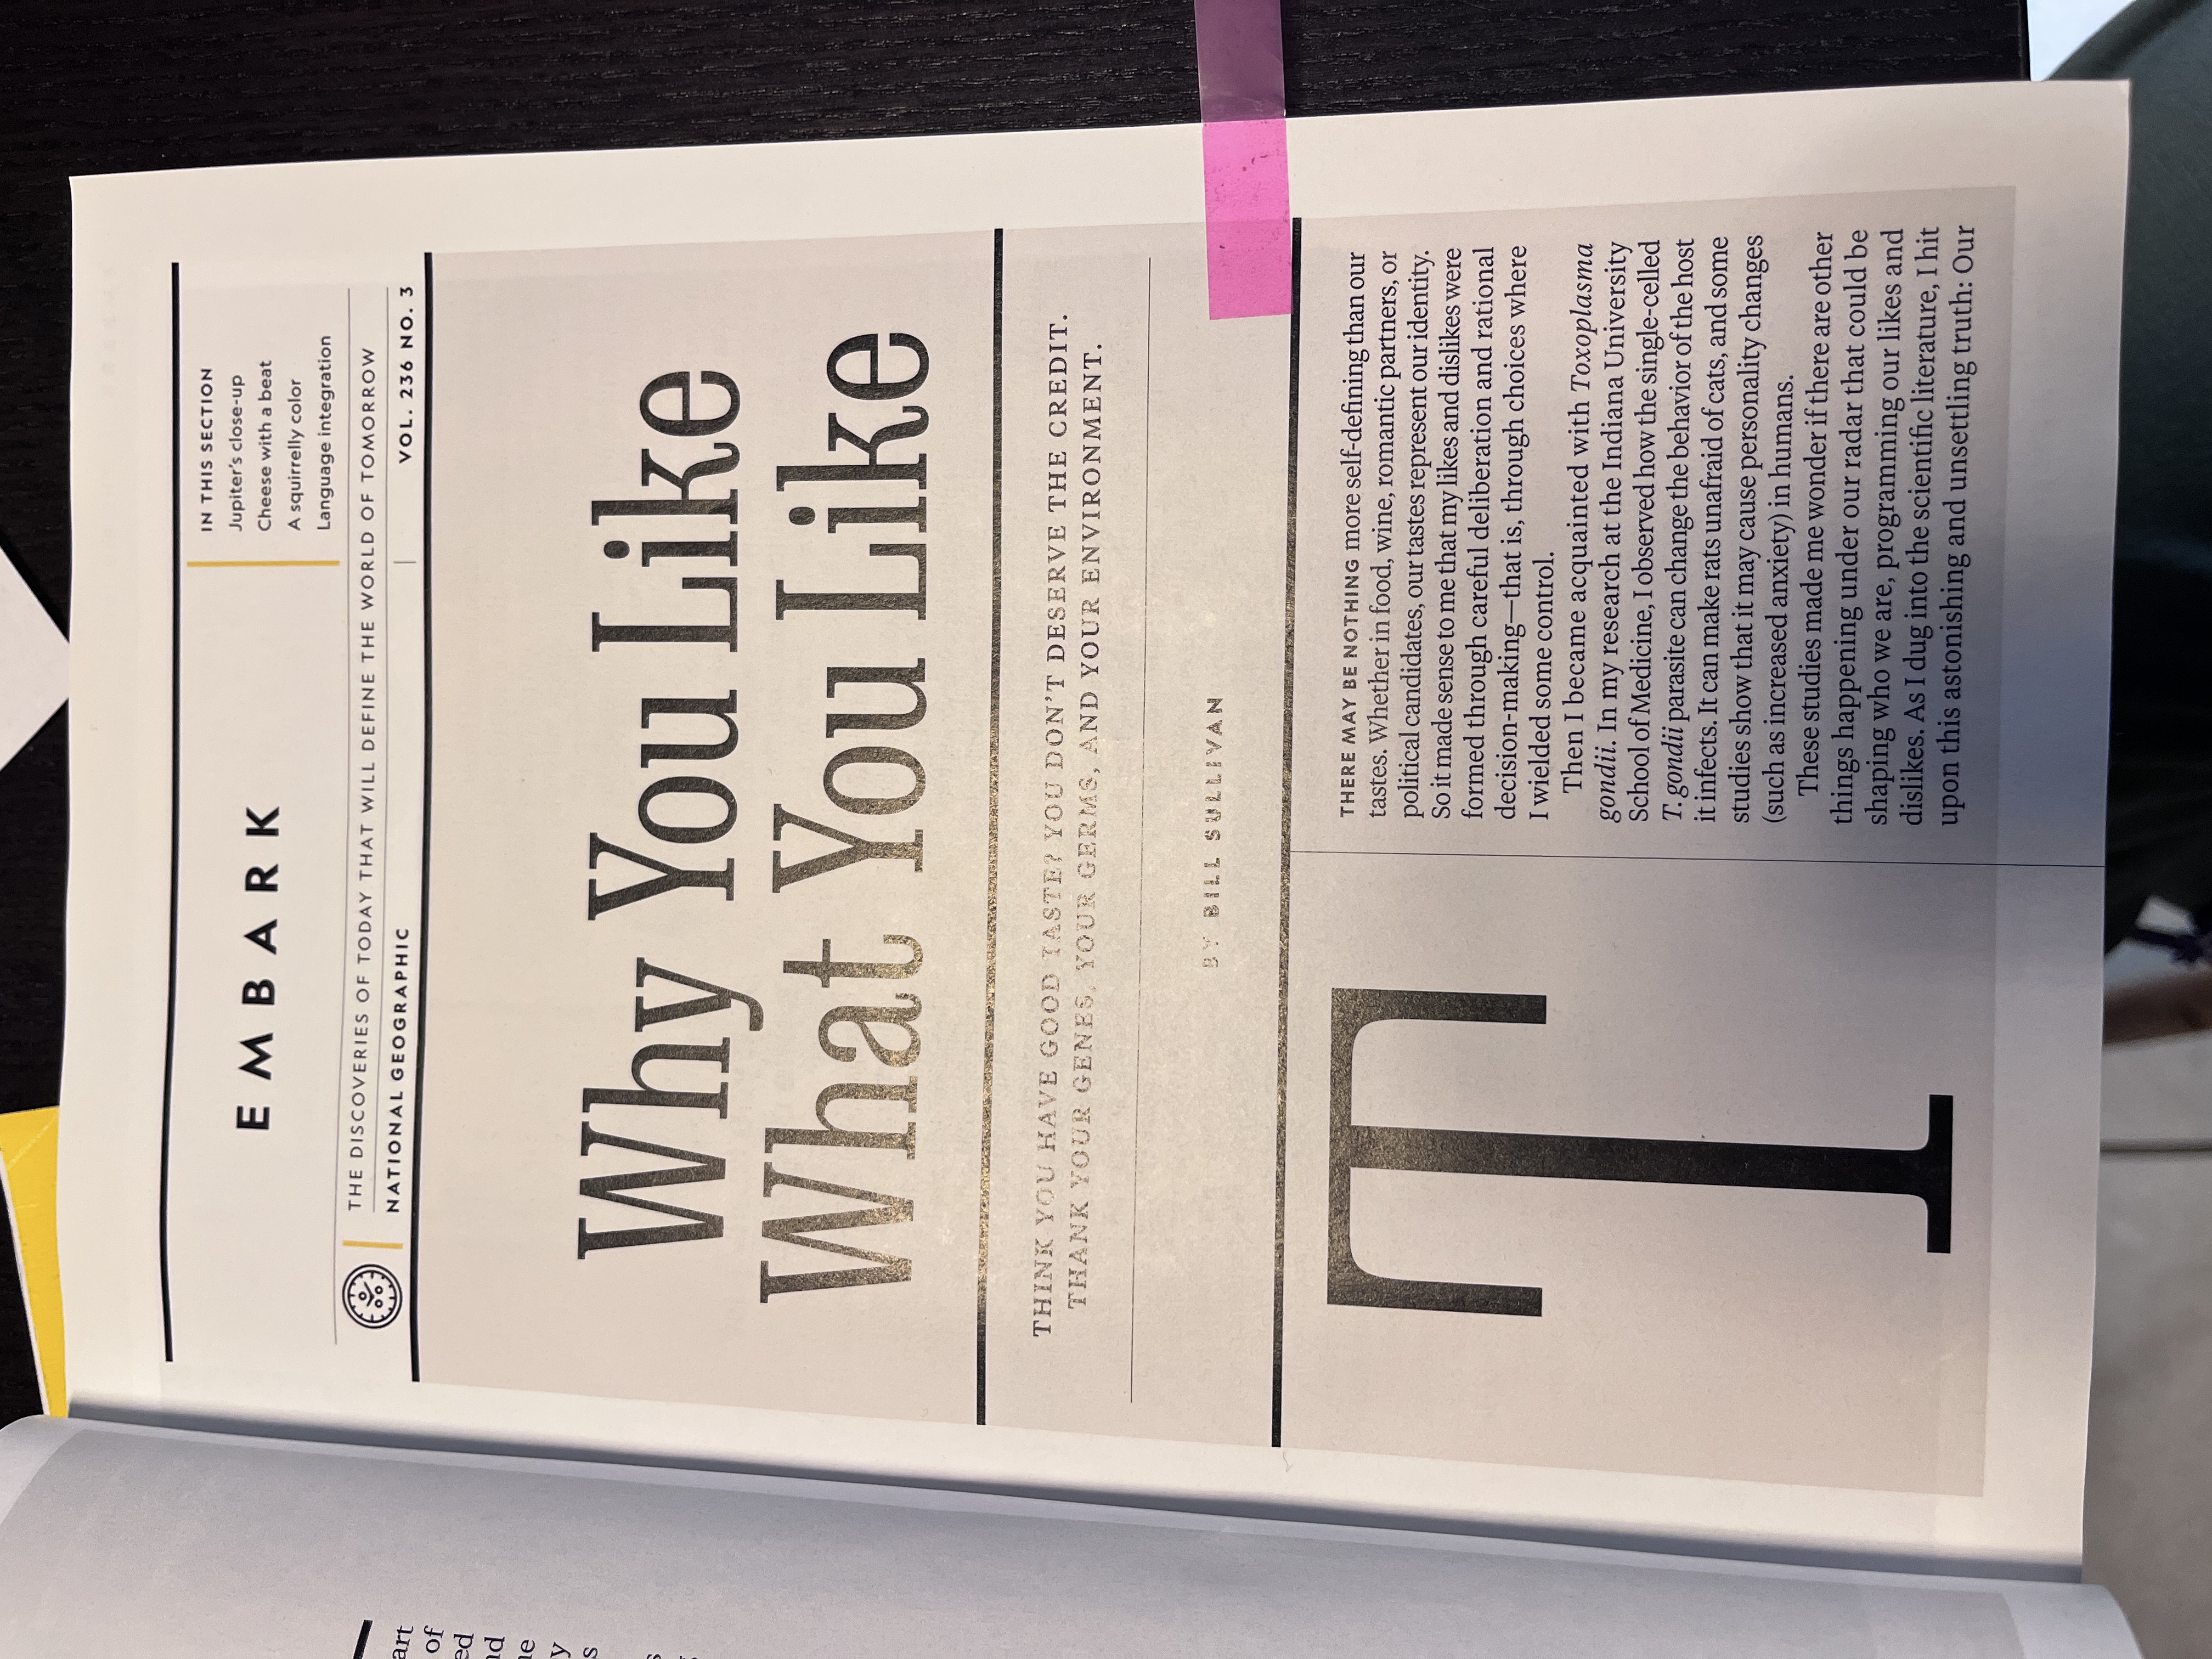 art
of
ed
nd
he
y
s
s
EMBARK
IN THIS SECTION
Jupiter's close-up
Cheese with a beat
A squirrelly color
Language integration
THE DISCOVERIES OF TODAY THAT WILL DEFINE THE WORLD OF TOMORROW
NATIONAL GEOGRAPHIC
VOL. 236 NO. 3
Why You Like
What You Like
THINK YOU HAVE GOOD TASTE? YOU DON'T DESERVE THE CREDIT.
THANK YOUR GENES, YOUR GERMS, AND YOUR ENVIRONMENT.
BY BILL SULLIVAN
T
THERE MAY BE NOTHING more self-defining than our
tastes. Whether in food, wine, romantic partners, or
political candidates, our tastes represent our identity.
So it made sense to me that my likes and dislikes were
formed through careful deliberation and rational
decision-making—that is, through choices where
I wielded some control.
Then I became acquainted with Toxoplasma
gondii. In my research at the Indiana University
School of Medicine, I observed how the single-celled
T. gondii parasite can change the behavior of the host
it infects. It can make rats unafraid of cats, and some
studies show that it may cause personality changes
(such as increased anxiety) in humans.
These studies made me wonder if there are other
things happening under our radar that could be
shaping who we are, programming our likes and
dislikes. As I dug into the scientific literature, I hit
upon this astonishing and unsettling truth: Our